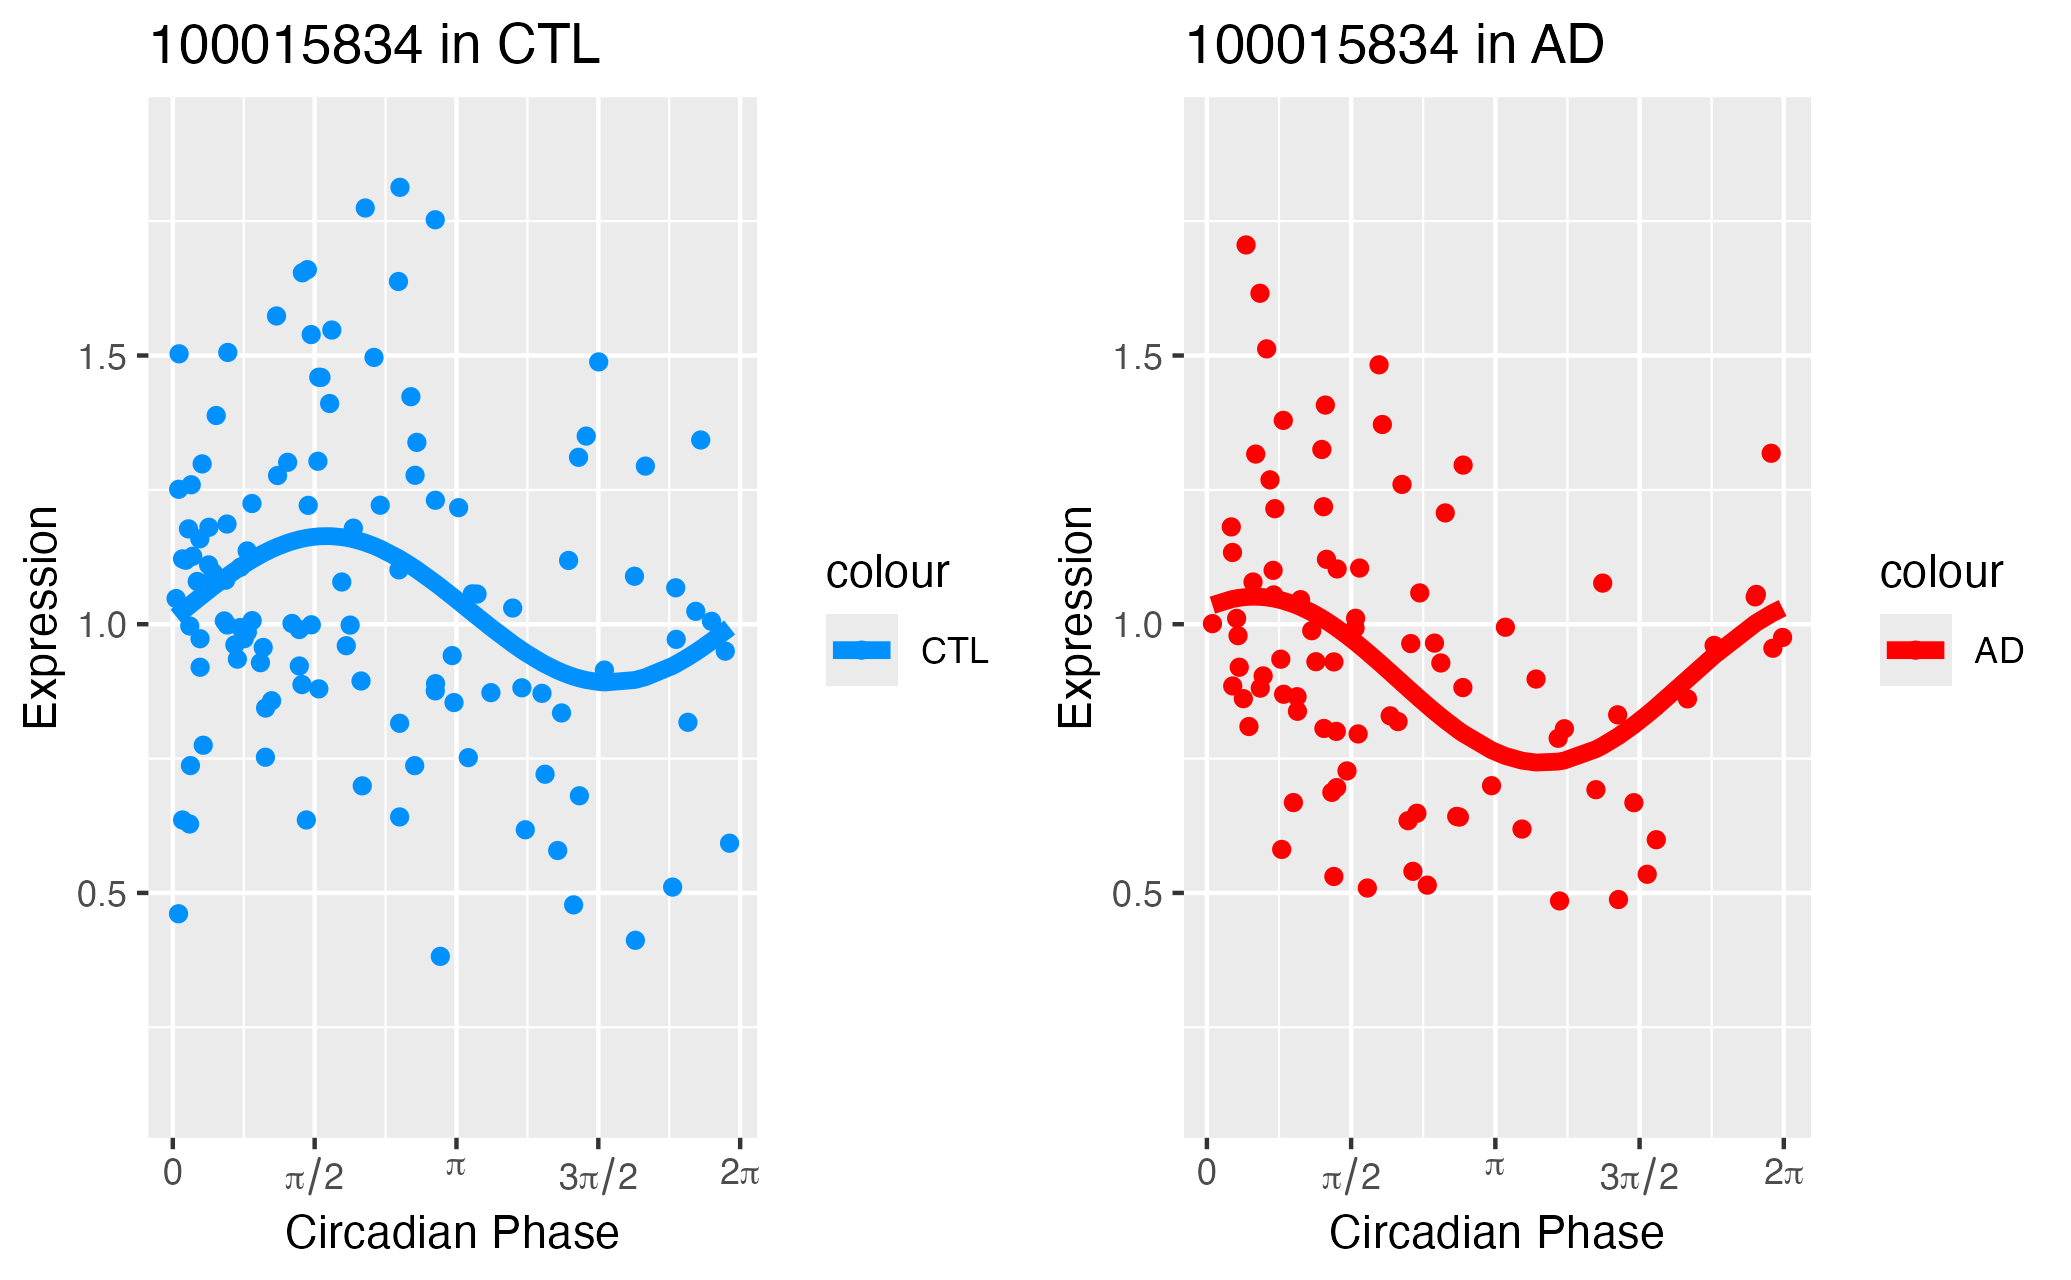 100015834 in CTL
Expression
1.5
1.0
0.5
0
π/2
π
3π/2
2π
Circadian Phase
colour
CTL
100015834 in AD
Expression
1.5
1.0
0.5
0
π/2
π
3π/2
2π
Circadian Phase
colour
AD